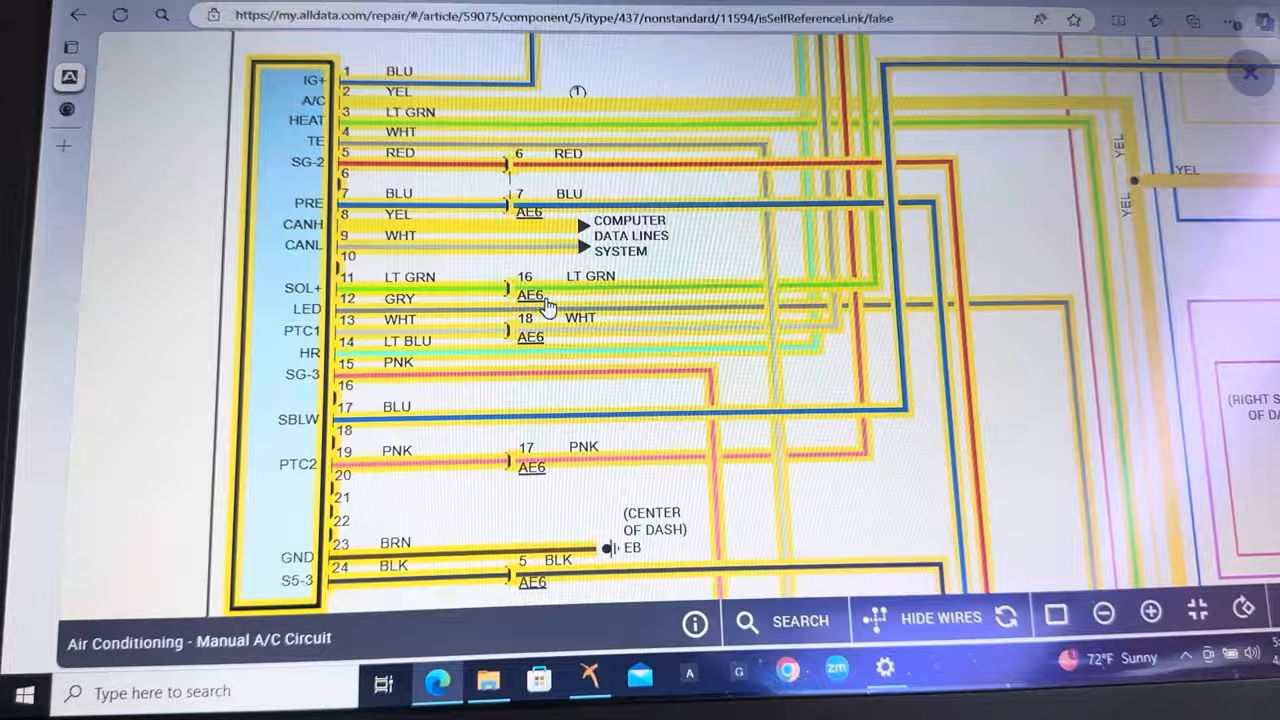 https://my.alldata.com/repair/#/article/59075/component/5/itype/437/nonstandard/11594/isSelfReferenceLink/false
1 BLU
IG+
2 YEL
A/C
3 LT GRN
HEAT
4 WHT
TE
5 RED 6 RED
SG-2
6
7 BLU 7 BLU
PRE
AE6
8 YEL
CANH
COMPUTER
DATA LINES
SYSTEM
9 WHT
CANL
10
11 LT GRN 16 LT GRN
SOL+
AE6
12 GRY
LED
13 WHT 18 WHT
PTC1
AE6
14 LT BLU
HR
15 PNK
SG-3
16
17 BLU
SBLW
18
19 PNK 17 PNK
PTC2
AE6
20
21
22
(CENTER
OF DASH)
EB
23 BRN
GND
24 BLK 5 BLK
S5-3
AE6
1
YEL
YEL
YEL
(RIGHT S
OF DA
Air Conditioning - Manual A/C Circuit
SEARCH
HIDE WIRES
Type here to search
A
G
zm
72°F Sunny